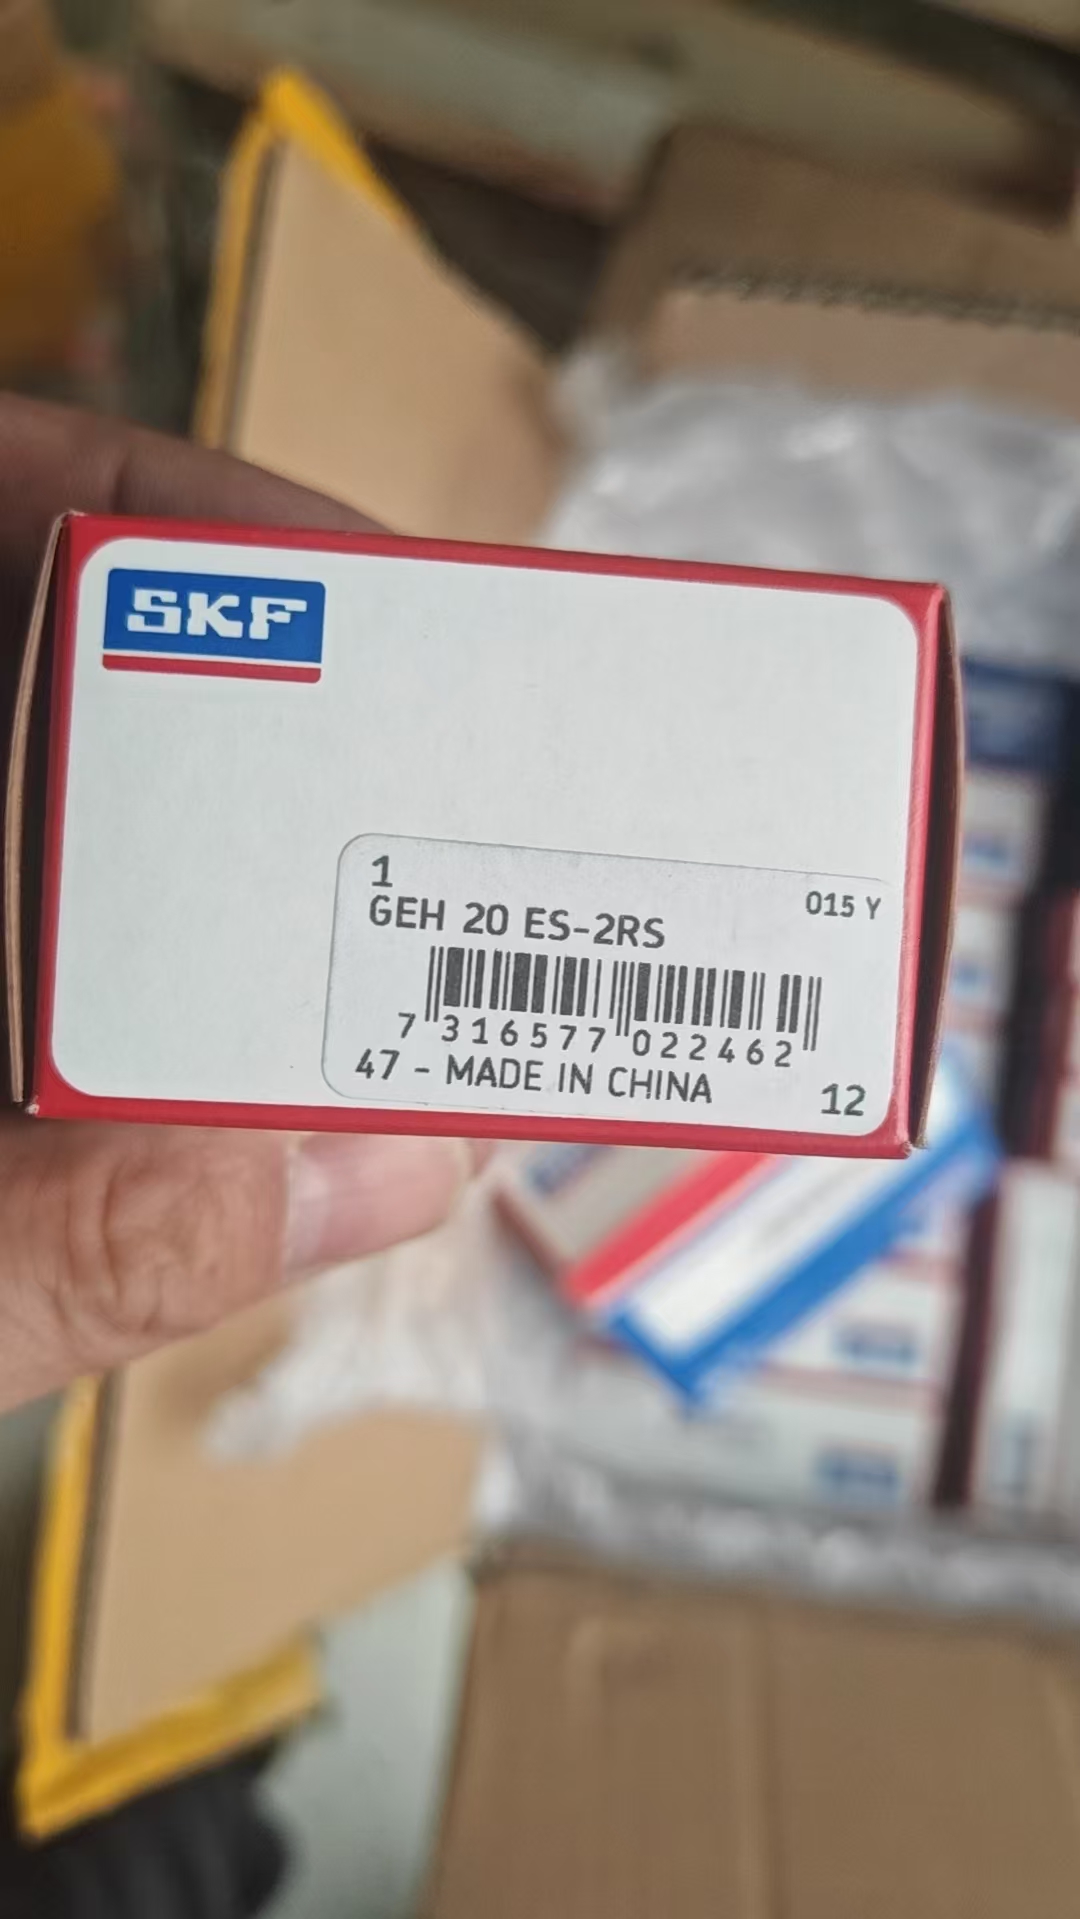 SKF
1
015 Y
GEH 20 ES-2RS
7 316577 022462
47 - MADE IN CHINA
12